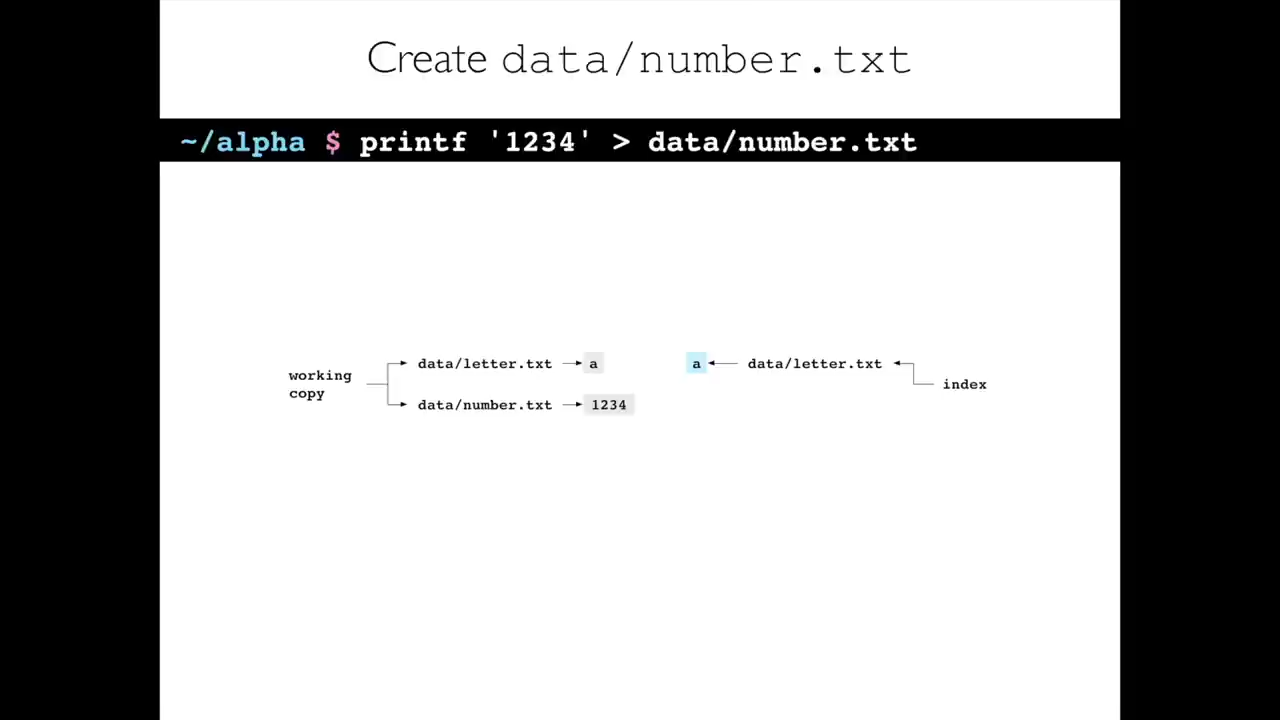 Create data/number.txt
~/alpha $ printf '1234' > data/number.txt
working
copy
data/letter.txt
a
data/number.txt
1234
a
data/letter.txt
index